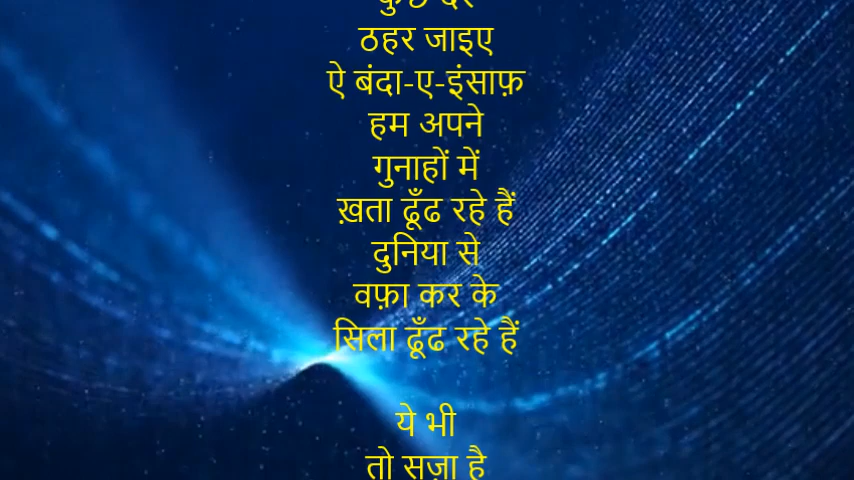 कुछ देर
ठहर जाइए
ऐ बंदा-ए-इंसाफ़
हम अपने
गुनाहों में
ख़ता ढूँढ रहे हैं
दुनिया से
वफ़ा कर के
सिला ढूँढ रहे हैं
ये भी
तो सज़ा है